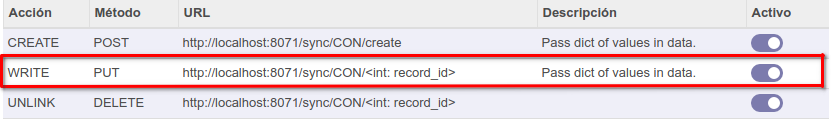 Acción Método URL Descripción Activo
CREATE POST http://localhost:8071/sync/CON/create Pass dict of values in data.
WRITE PUT http://localhost:8071/sync/CON/<int: record_id> Pass dict of values in data.
UNLINK DELETE http://localhost:8071/sync/CON/<int: record_id>